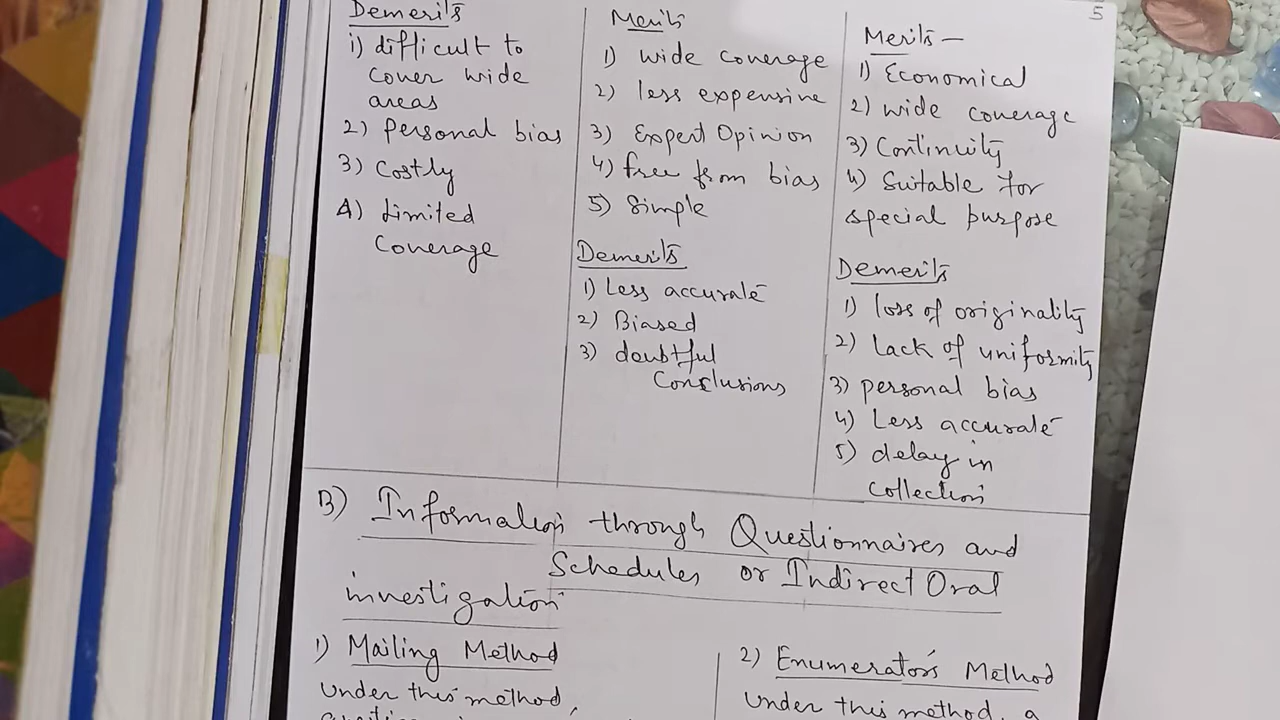 5
Demerits
i) difficult to
cover wide
areas
2) Personal bias
3) Costly
4) Limited
Coverage
Merits
1) wide coverage
2) less expensive
3) Expert Opinion
4) free from bias
5) Simple
Demerits
1) Less accurate
2) Biased
3) doubtful
Conclusions
Merits –
1) Economical
2) wide coverage
3) Continuity
4) Suitable for
special purpose
Demerits
1) loss of originality
2) Lack of uniformity
3) personal bias
4) Less accurate
5) delay in
Collection
B) Information through Questionnaires and
Schedules or Indirect Oral
investigation
1) Mailing Method
Under this method,
2) Enumerator's Method
Under this method, a